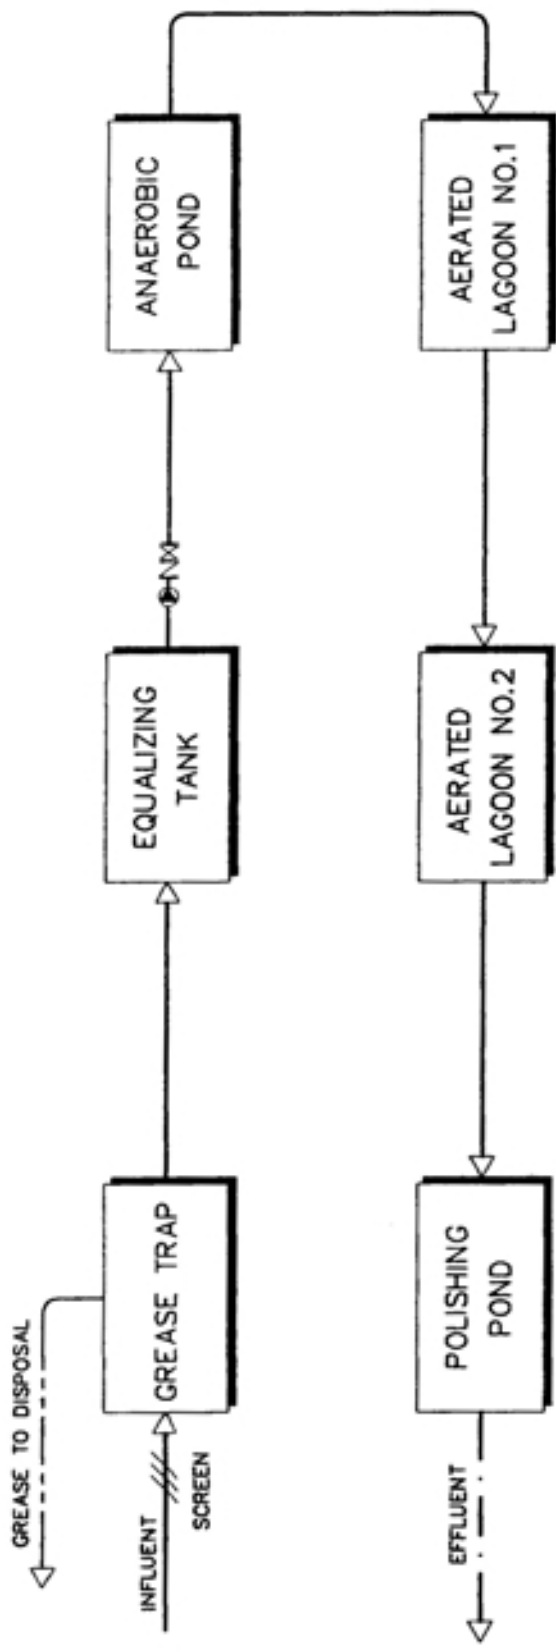 GREASE TO DISPOSAL
INFLUENT
SCREEN
GREASE TRAP
EQUALIZING
TANK
ANAEROBIC
POND
AERATED
LAGOON NO.1
AERATED
LAGOON NO.2
POLISHING
POND
EFFLUENT